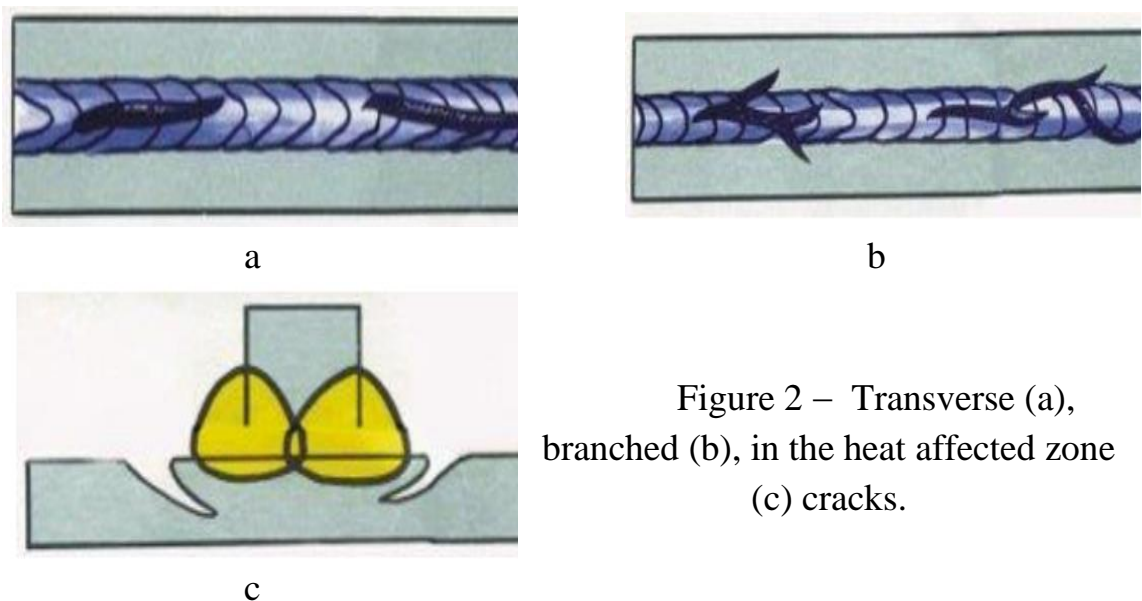 a
b
c
Figure 2 – Transverse (a),
branched (b), in the heat affected zone
(c) cracks.